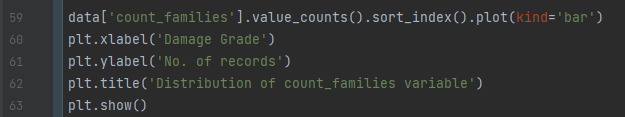 59 data['count_families'].value_counts().sort_index().plot(kind='bar')
60 plt.xlabel('Damage Grade')
61 plt.ylabel('No. of records')
62 plt.title('Distribution of count_families variable')
63 plt.show()